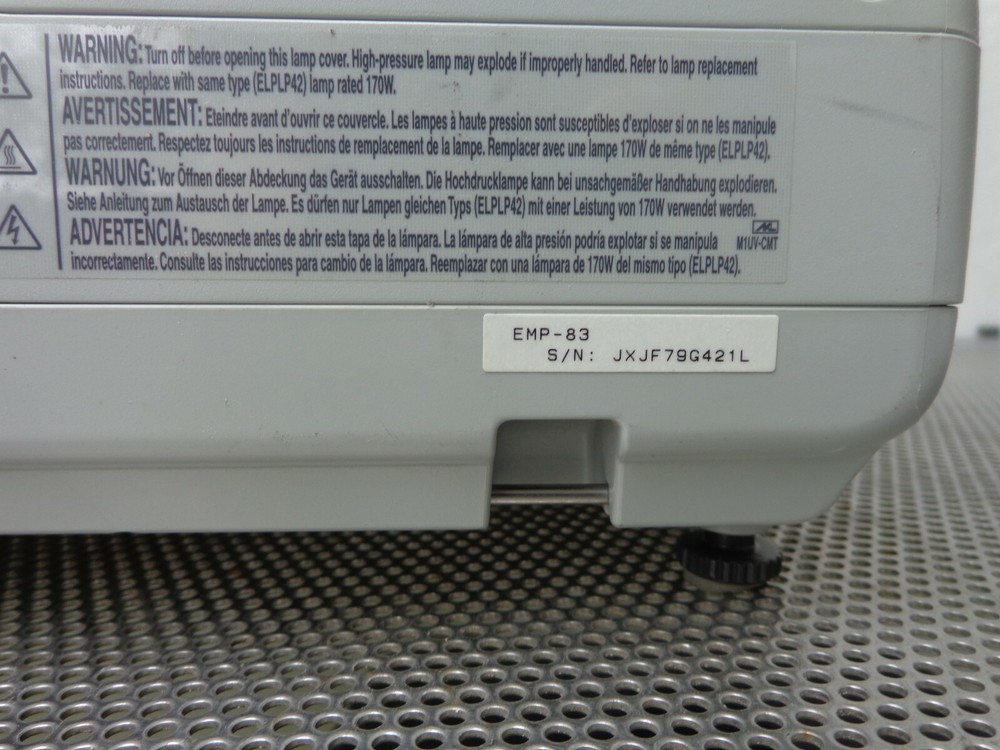 WARNING: Turn off before opening this lamp cover. High-pressure lamp may explode if improperly handled. Refer to lamp replacement
instructions. Replace with same type (ELPLP42) lamp rated 170W.
AVERTISSEMENT: Eteindre avant d'ouvrir ce couvercle. Les lampes à haute pression sont susceptibles d'exploser si on ne les manipule
pas correctement. Respectez toujours les instructions de remplacement de la lampe. Remplacer avec une lampe 170W de même type (ELPLP42).
WARNUNG: Vor Öffnen dieser Abdeckung das Gerät ausschalten. Die Hochdrucklampe kann bei unsachgemäßer Handhabung explodieren.
Siehe Anleitung zum Austausch der Lampe. Es dürfen nur Lampen gleichen Typs (ELPLP42) mit einer Leistung von 170W verwendet werden.
ADVERTENCIA: Desconecte antes de abrir esta tapa de la lámpara. La lámpara de alta presión podría explotar si se manipula
incorrectamente. Consulte las instrucciones para cambio de la lámpara. Reemplazar con una lámpara de 170W del mismo tipo (ELPLP42).
M1UV-CMT
EMP-83
S/N: JXJF79G421L